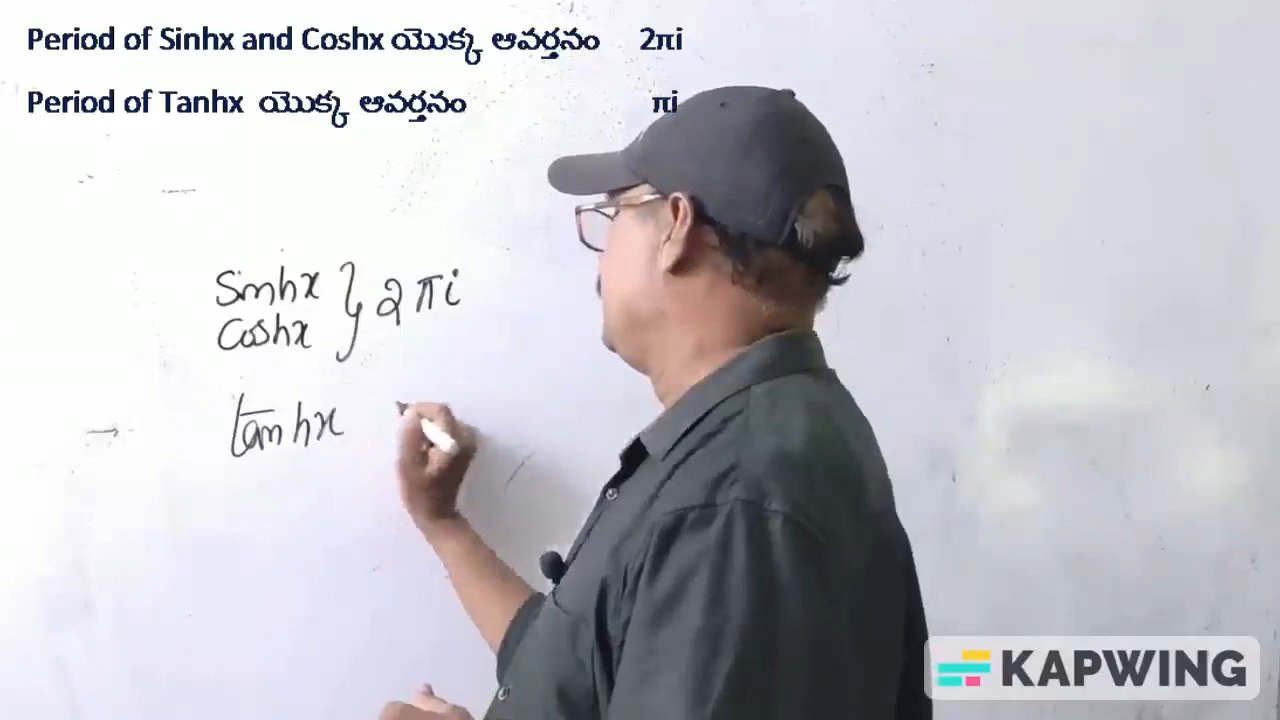 Period of Sinhx and Coshx యొక్క ఆవర్తనం 2πi
Period of Tanhx యొక్క ఆవర్తనం πi
Sinhx
Coshx } 2πi
→ tanhx
KAPWING